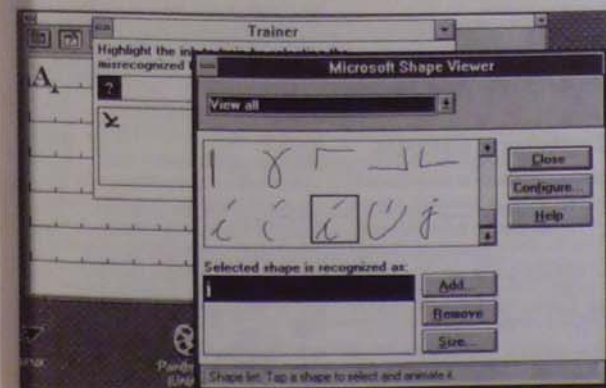 Trainer
Highlight the
misrecognized
?
Microsoft Shape Viewer
View all
Close
Configure...
Help
Selected shape is recognized as:
i
Add...
Remove
Size...
Shape list. Tap a shape to select and animate it.